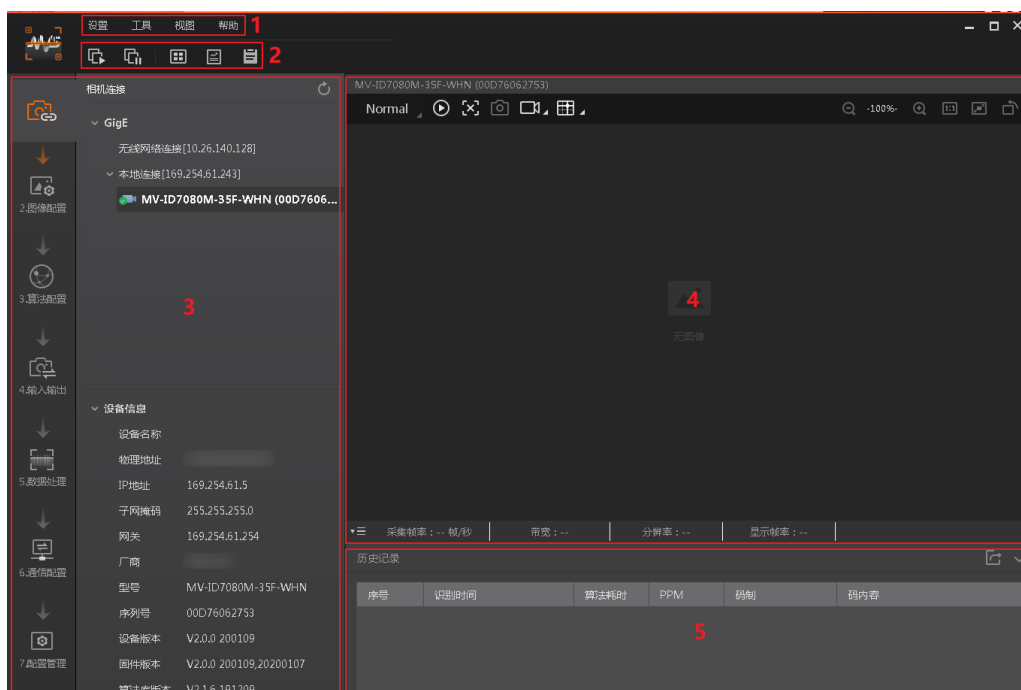 设置 工具 视图 帮助 1
2
相机连接
GigE
无线网络连接[10.26.140.128]
本地连接[169.254.61.243]
MV-ID7080M-35F-WHN (00D7606...
2.图像配置
3.算法配置
3
4.输入输出
5.数据处理
6.通信配置
7.配置管理
设备信息
设备名称
物理地址
IP地址 169.254.61.5
子网掩码 255.255.255.0
网关 169.254.61.254
厂商
型号 MV-ID7080M-35F-WHN
序列号 00D76062753
设备版本 V2.0.0 200109
固件版本 V2.0.0 200109,20200107
算法库版本 V2.1.6 191209
MV-ID7080M-35F-WHN (00D76062753)
Normal -100%- 1:1
4
无图像
采集帧率：-- 帧/秒 带宽：-- 分辨率：-- 显示帧率：--
历史记录
序号 识别时间 算法耗时 PPM 码制 码内容
5